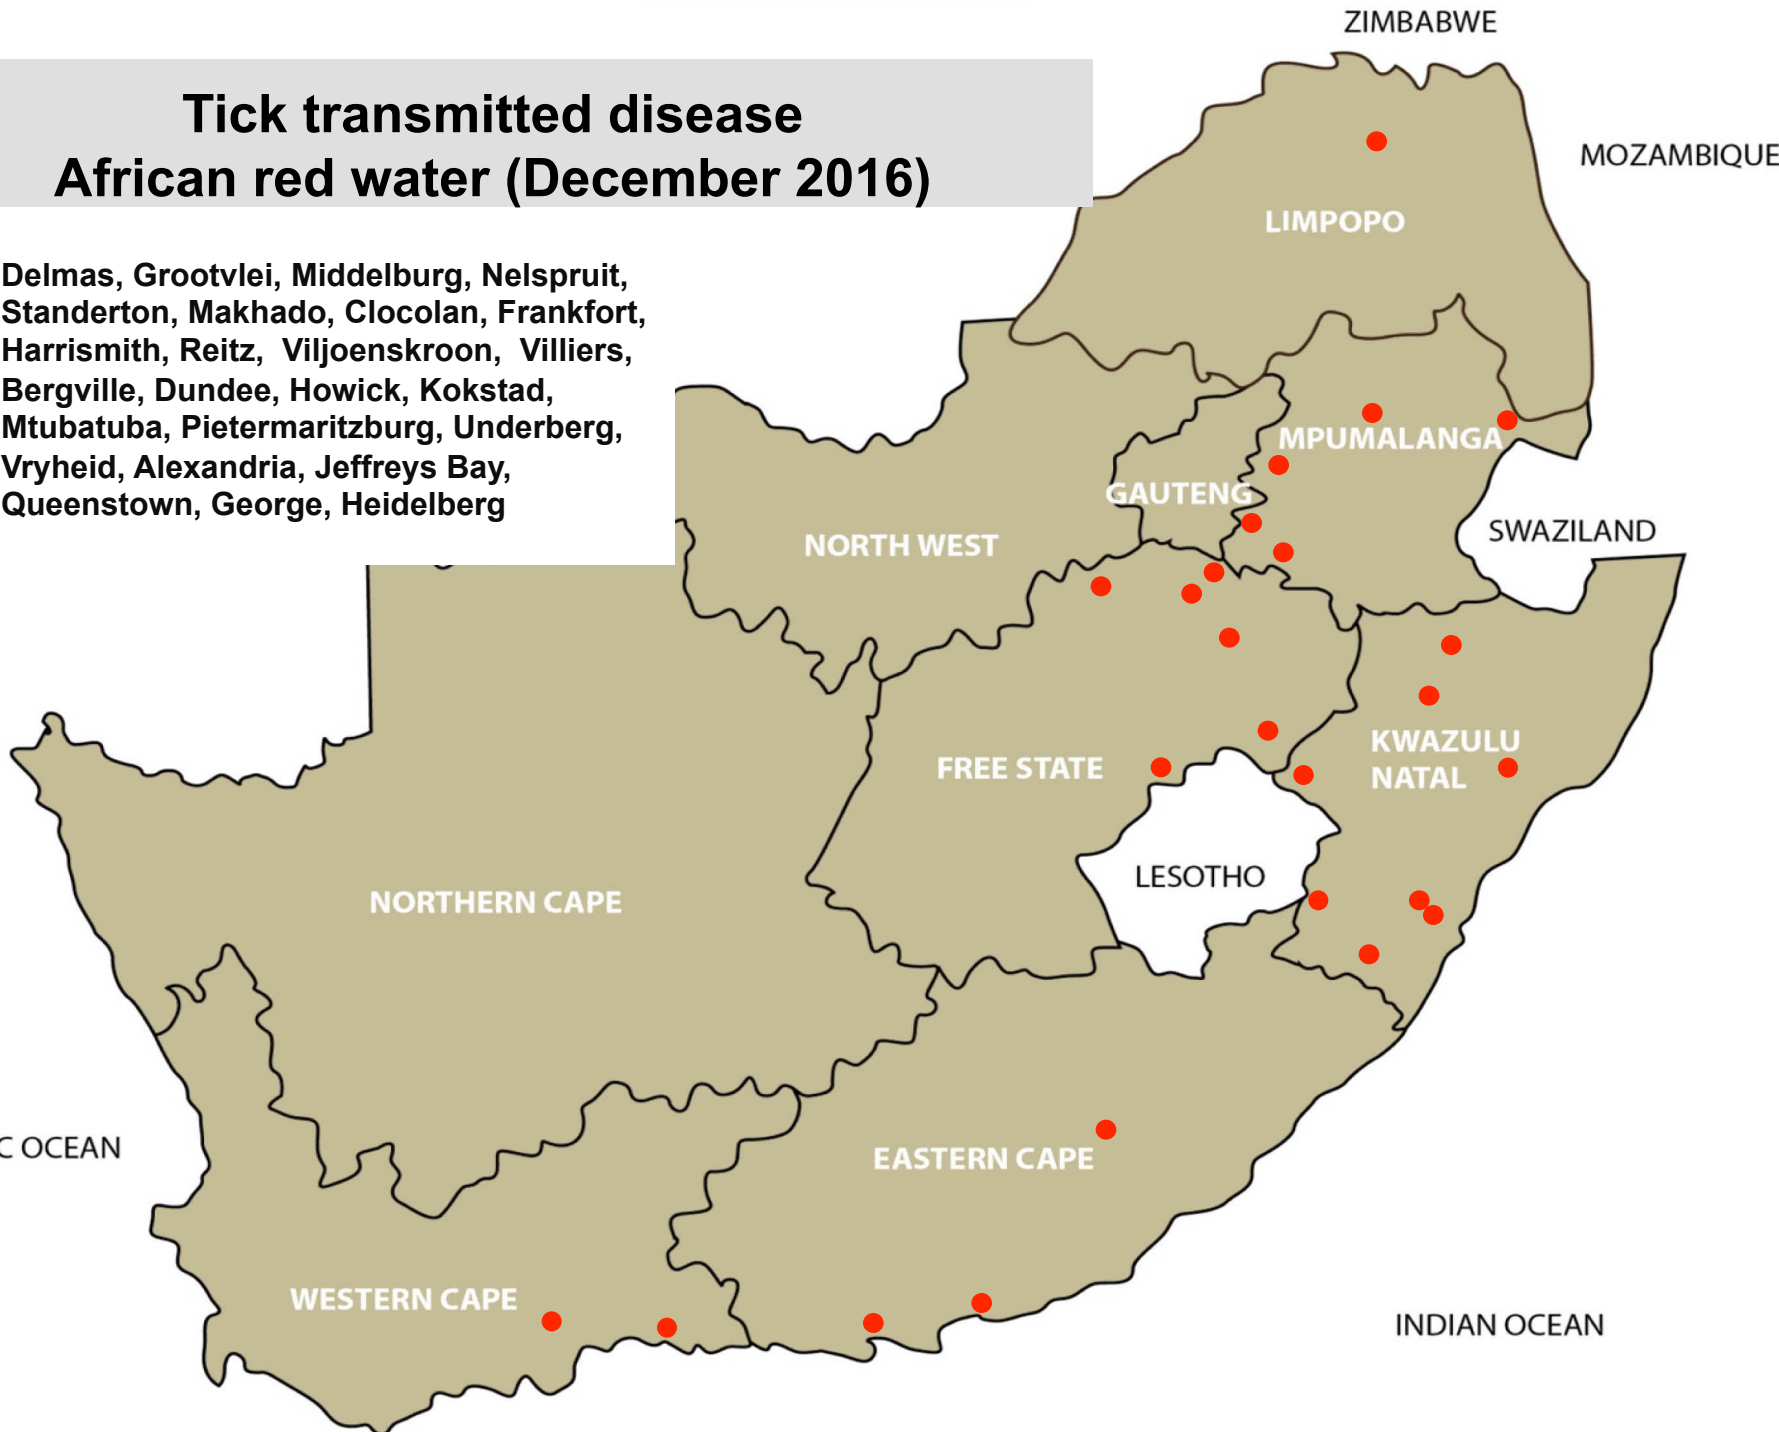 ZIMBABWE
Tick transmitted disease
African red water (December 2016)
MOZAMBIQUE
LIMPOPO
Delmas, Grootvlei, Middelburg, Nelspruit,
Standerton, Makhado, Clocolan, Frankfort,
Harrismith, Reitz, Viljoenskroon, Villiers,
Bergville, Dundee, Howick, Kokstad,
Mtubatuba, Pietermaritzburg, Underberg,
Vryheid, Alexandria, Jeffreys Bay,
Queenstown, George, Heidelberg
MPUMALANGA
GAUTENG
SWAZILAND
NORTH WEST
KWAZULU
NATAL
FREE STATE
LESOTHO
NORTHERN CAPE
C OCEAN
EASTERN CAPE
WESTERN CAPE
INDIAN OCEAN